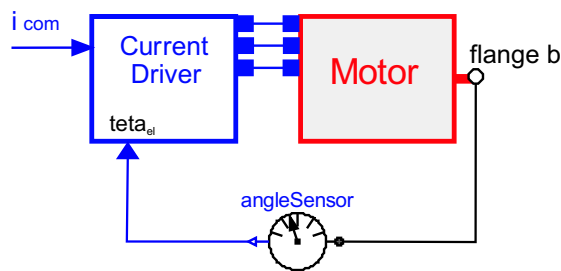 i com
Current
Driver
Motor
flange b
teta el
angleSensor